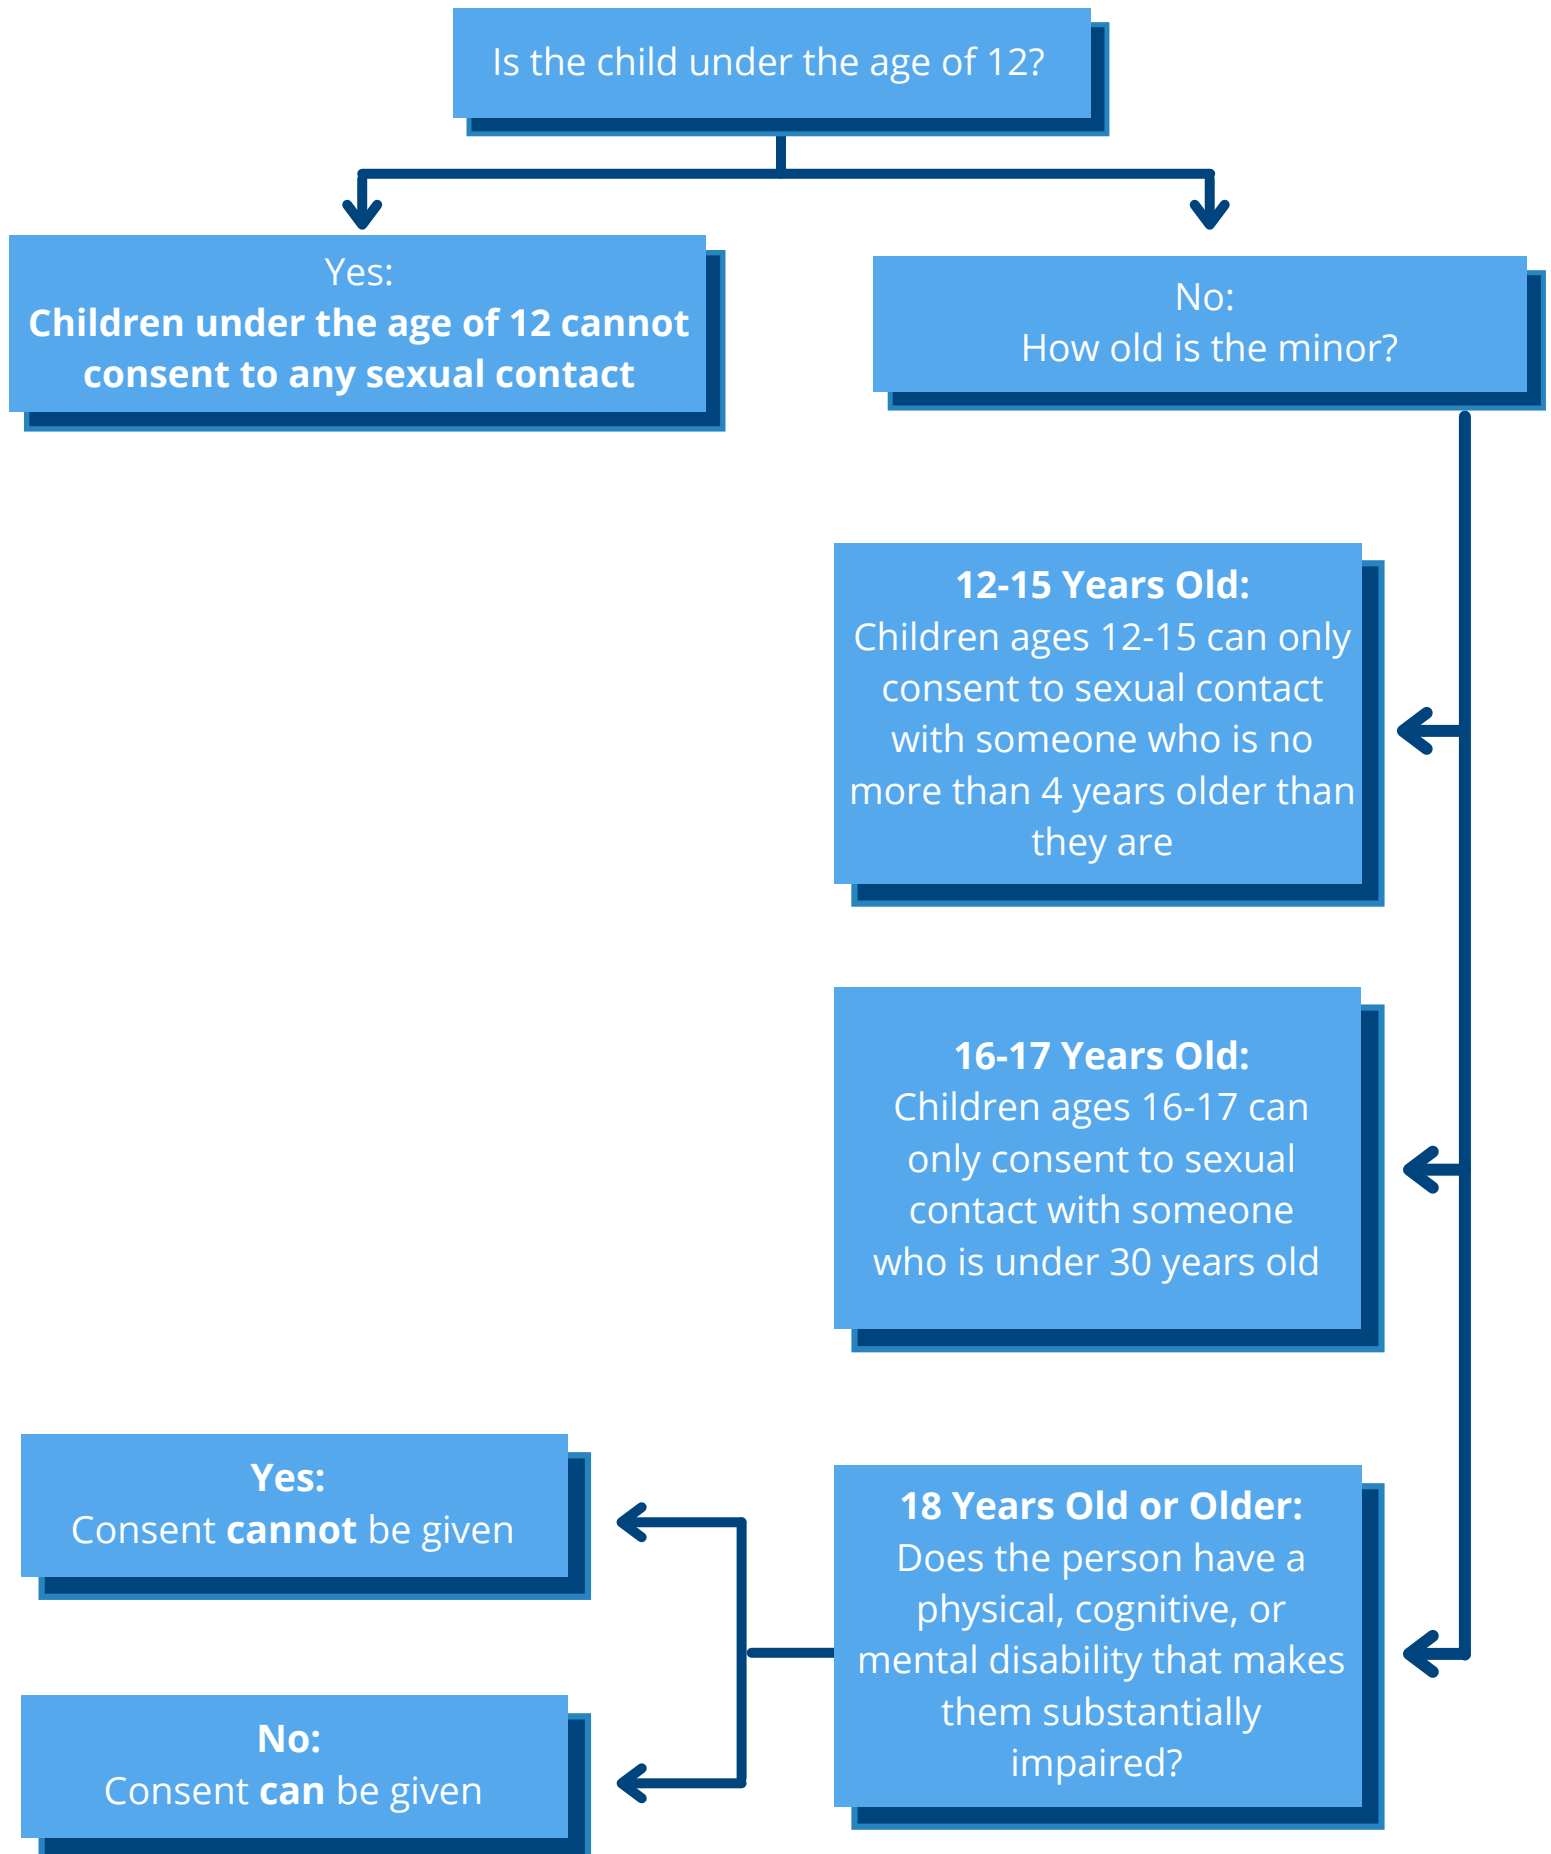 Is the child under the age of 12?
Yes:
Children under the age of 12 cannot
consent to any sexual contact
No:
How old is the minor?
12-15 Years Old:
Children ages 12-15 can only
consent to sexual contact
with someone who is no
more than 4 years older than
they are
16-17 Years Old:
Children ages 16-17 can
only consent to sexual
contact with someone
who is under 30 years old
18 Years Old or Older:
Does the person have a
physical, cognitive, or
mental disability that makes
them substantially
impaired?
Yes:
Consent cannot be given
No:
Consent can be given